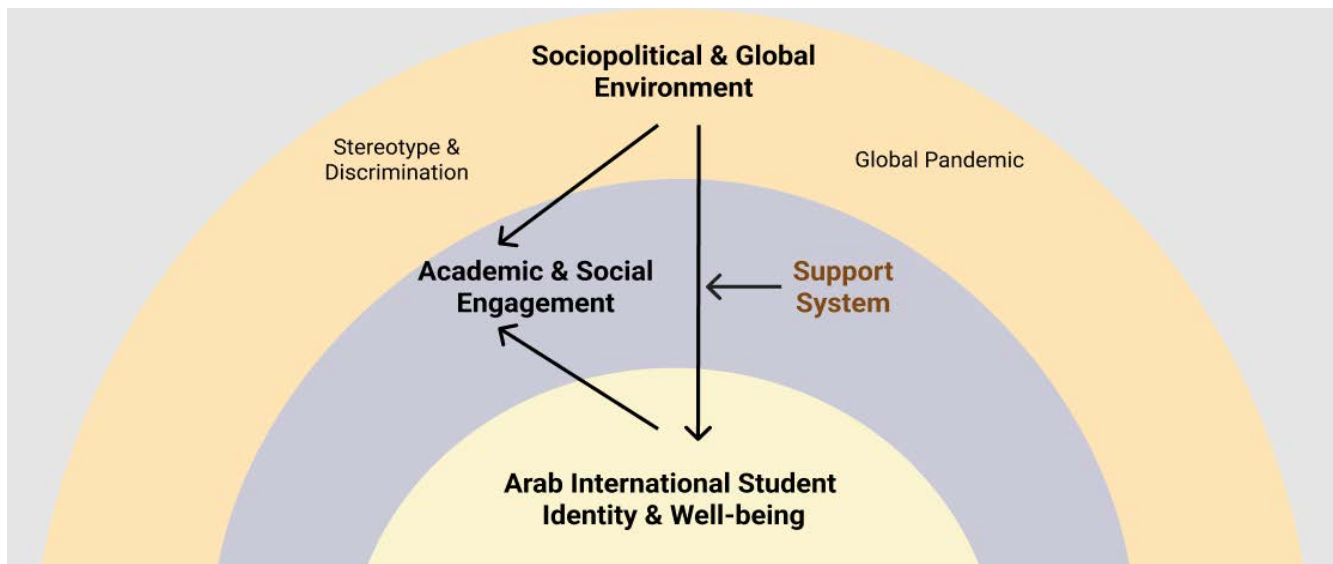 Sociopolitical & Global
Environment
Stereotype &
Discrimination
Global Pandemic
Academic & Social
Engagement
Support
System
Arab International Student
Identity & Well-being